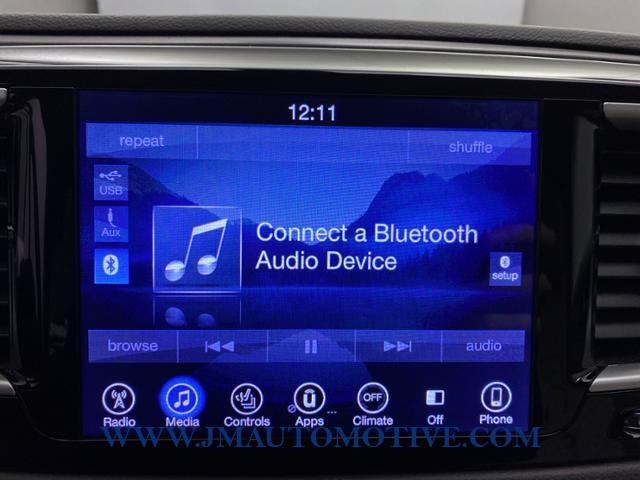 12:11
repeat
shuffle
USB
Aux
Connect a Bluetooth
Audio Device
setup
browse
audio
OFF
Radio
Media
Controls
Apps
...
Climate
Off
Phone
WWW.JMAUTOMOTIVE.COM